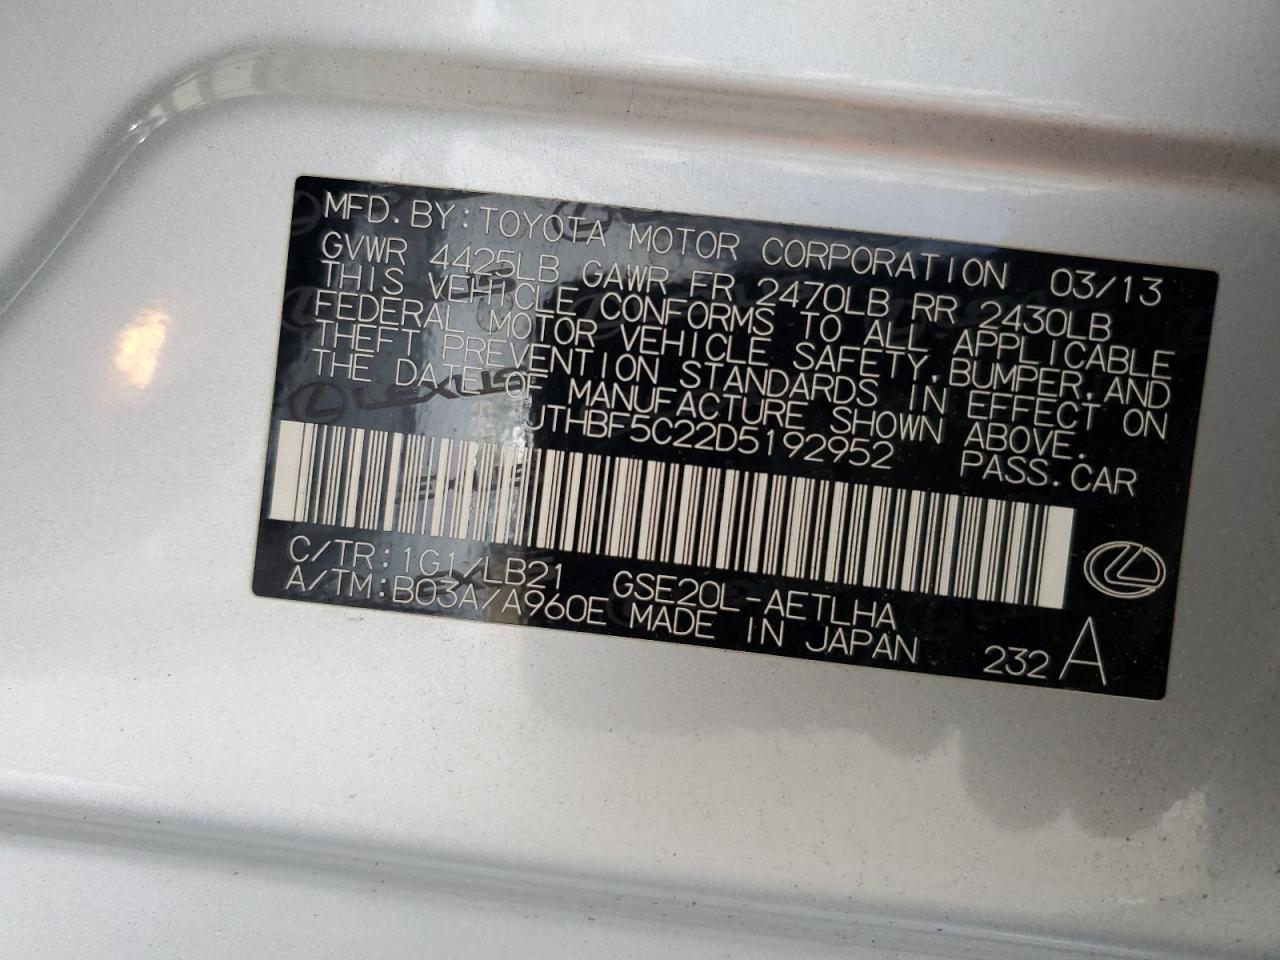 MFD. BY: TOYOTA MOTOR CORPORATION 03/13
GVWR 4425LB GAWR FR 2470LB RR 2430LB
THIS VEHICLE CONFORMS TO ALL APPLICABLE
FEDERAL MOTOR VEHICLE SAFETY, BUMPER, AND
THEFT PREVENTION STANDARDS IN EFFECT ON
THE DATE OF MANUFACTURE SHOWN ABOVE.
JTHBF5C22D5192952 PASS. CAR
C/TR: 1G1/LB21 GSE20L-AETLHA
A/TM: B03A/A960E MADE IN JAPAN 232 A
LEXUS